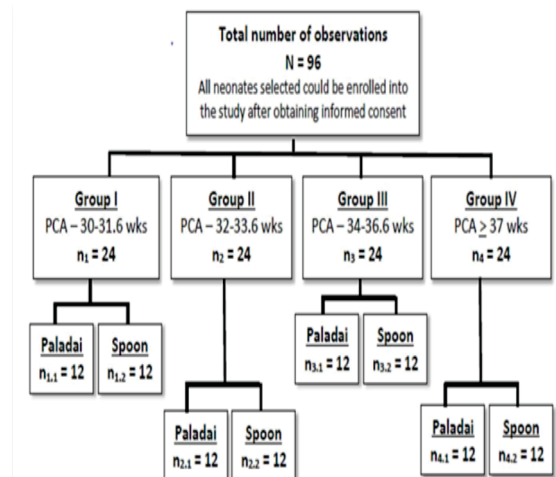 Total number of observations
N = 96
All neonates selected could be enrolled into
the study after obtaining informed consent
Group I
PCA – 30-31.6 wks
n₁ = 24
Group II
PCA – 32-33.6 wks
n₂ = 24
Group III
PCA – 34-36.6 wks
n₃ = 24
Group IV
PCA ≥ 37 wks
n₄ = 24
Paladai
n₁.₁ = 12
Spoon
n₁.₂ = 12
Paladai
n₂.₁ = 12
Spoon
n₂.₂ = 12
Paladai
n₃.₁ = 12
Spoon
n₃.₂ = 12
Paladai
n₄.₁ = 12
Spoon
n₄.₂ = 12